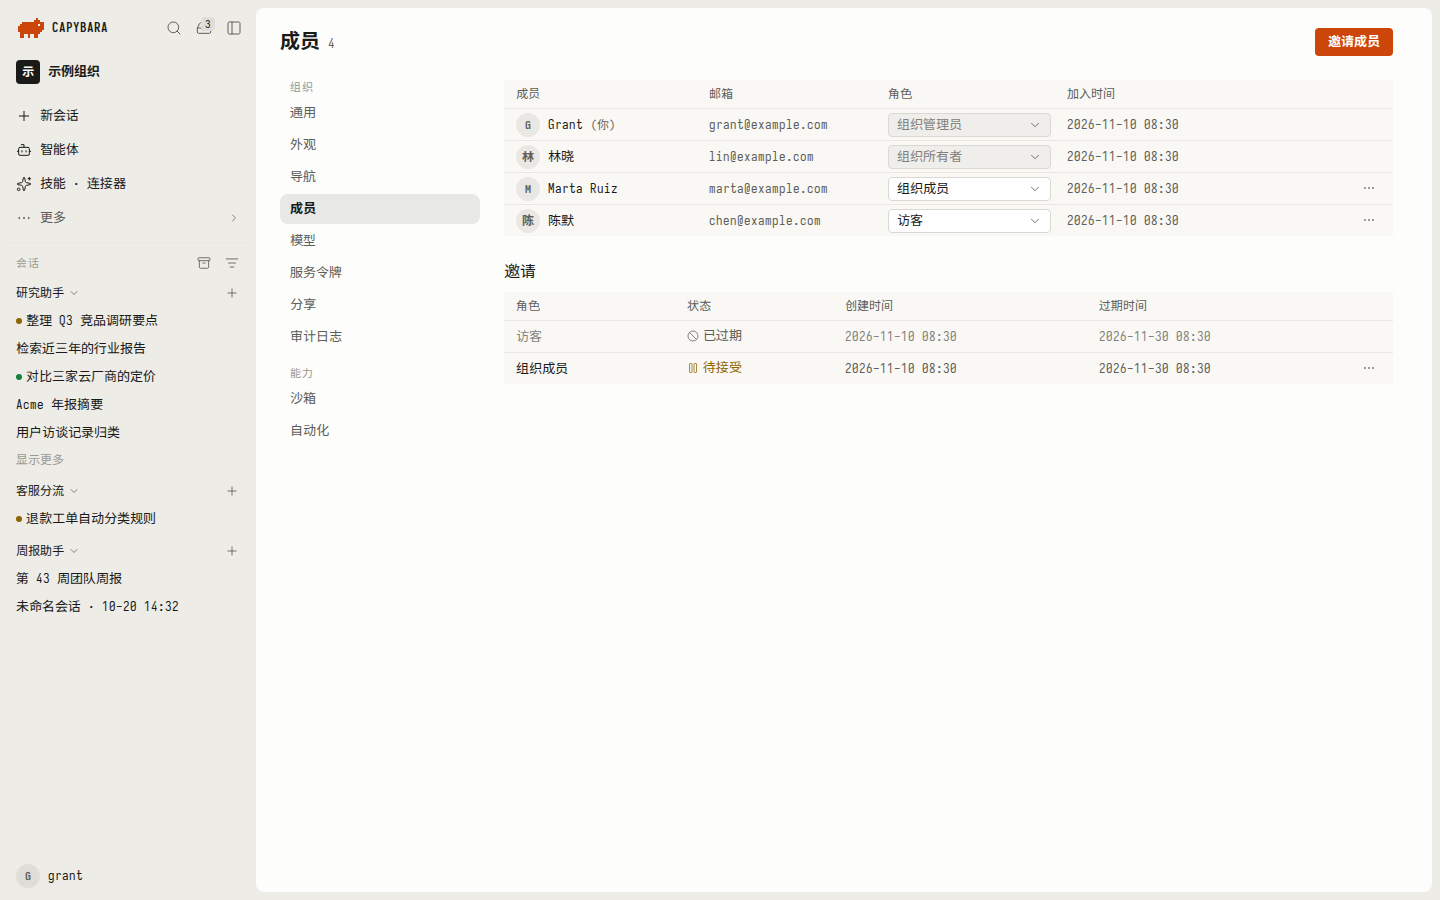 CAPYBARA
3
示 示例组织
新会话
智能体
技能 · 连接器
更多
会话
研究助手
整理 Q3 竞品调研要点
检索近三年的行业报告
对比三家云厂商的定价
Acme 年报摘要
用户访谈记录归类
显示更多
客服分流
退款工单自动分类规则
周报助手
第 43 周团队周报
未命名会话 · 10-20 14:32
G grant
成员 4
邀请成员
组织
通用
外观
导航
成员
模型
服务令牌
分享
审计日志
能力
沙箱
自动化
成员 邮箱 角色 加入时间
G Grant (你) grant@example.com 组织管理员 2026-11-10 08:30
林 林晓 lin@example.com 组织所有者 2026-11-10 08:30
M Marta Ruiz marta@example.com 组织成员 2026-11-10 08:30
陈 陈默 chen@example.com 访客 2026-11-10 08:30
邀请
角色 状态 创建时间 过期时间
访客 已过期 2026-11-10 08:30 2026-11-30 08:30
组织成员 待接受 2026-11-10 08:30 2026-11-30 08:30